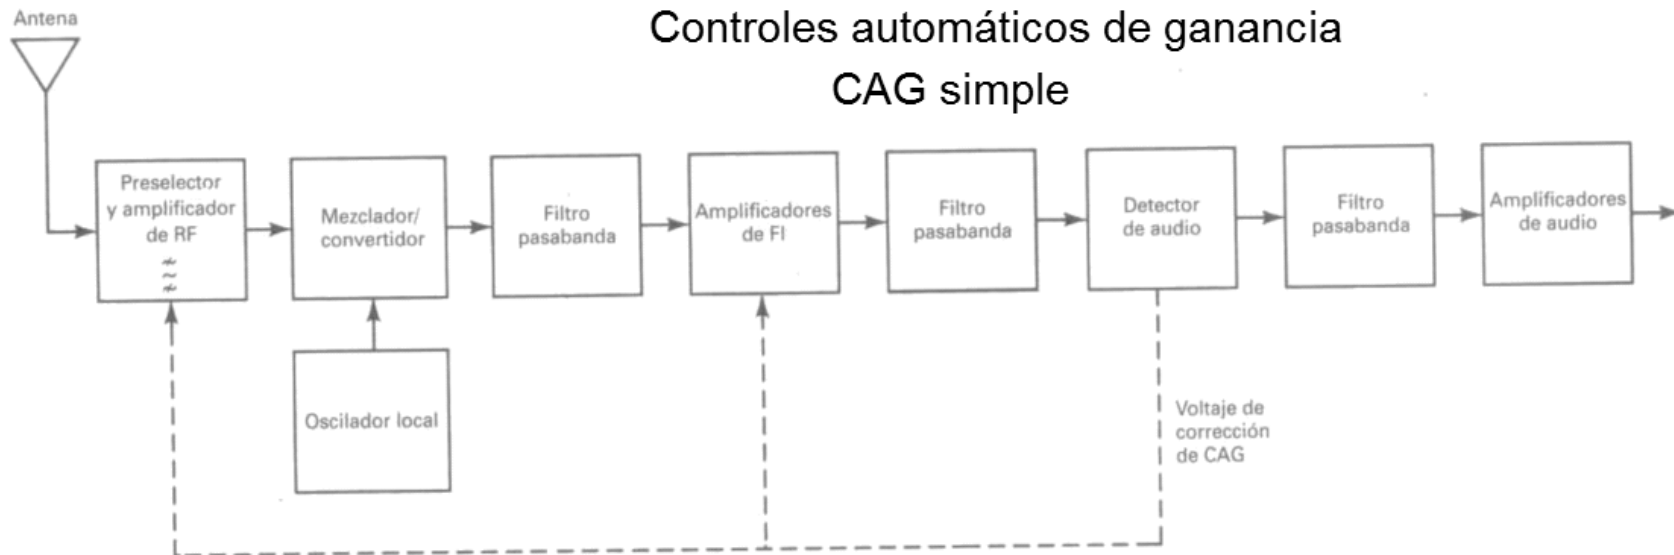 Antena
Controles automáticos de ganancia
CAG simple
Preselector
y amplificador
de RF
Mezclador/
convertidor
Filtro
pasabanda
Amplificadores
de FI
Filtro
pasabanda
Detector
de audio
Filtro
pasabanda
Amplificadores
de audio
Oscilador local
Voltaje de
corrección
de CAG